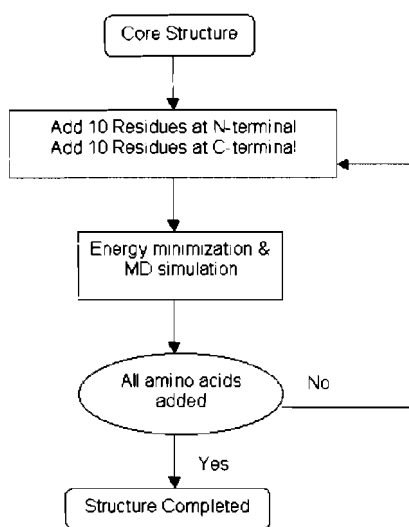 Core Structure
Add 10 Residues at N-terminal
Add 10 Residues at C-terminal
Energy minimization &
MD simulation
All amino acids
added
No
Yes
Structure Completed